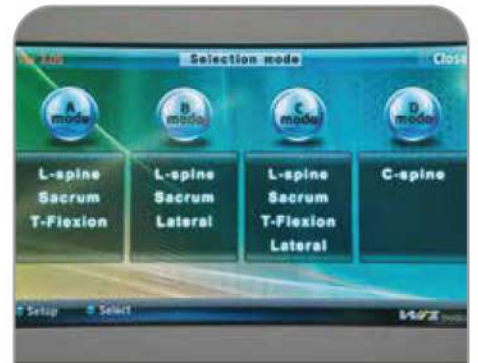 Selection mode
Close
A mode
B mode
C mode
D mode
L-spine
Sacrum
T-Flexion
L-spine
Sacrum
Lateral
L-spine
Sacrum
T-Flexion
Lateral
C-spine
Setup
Select